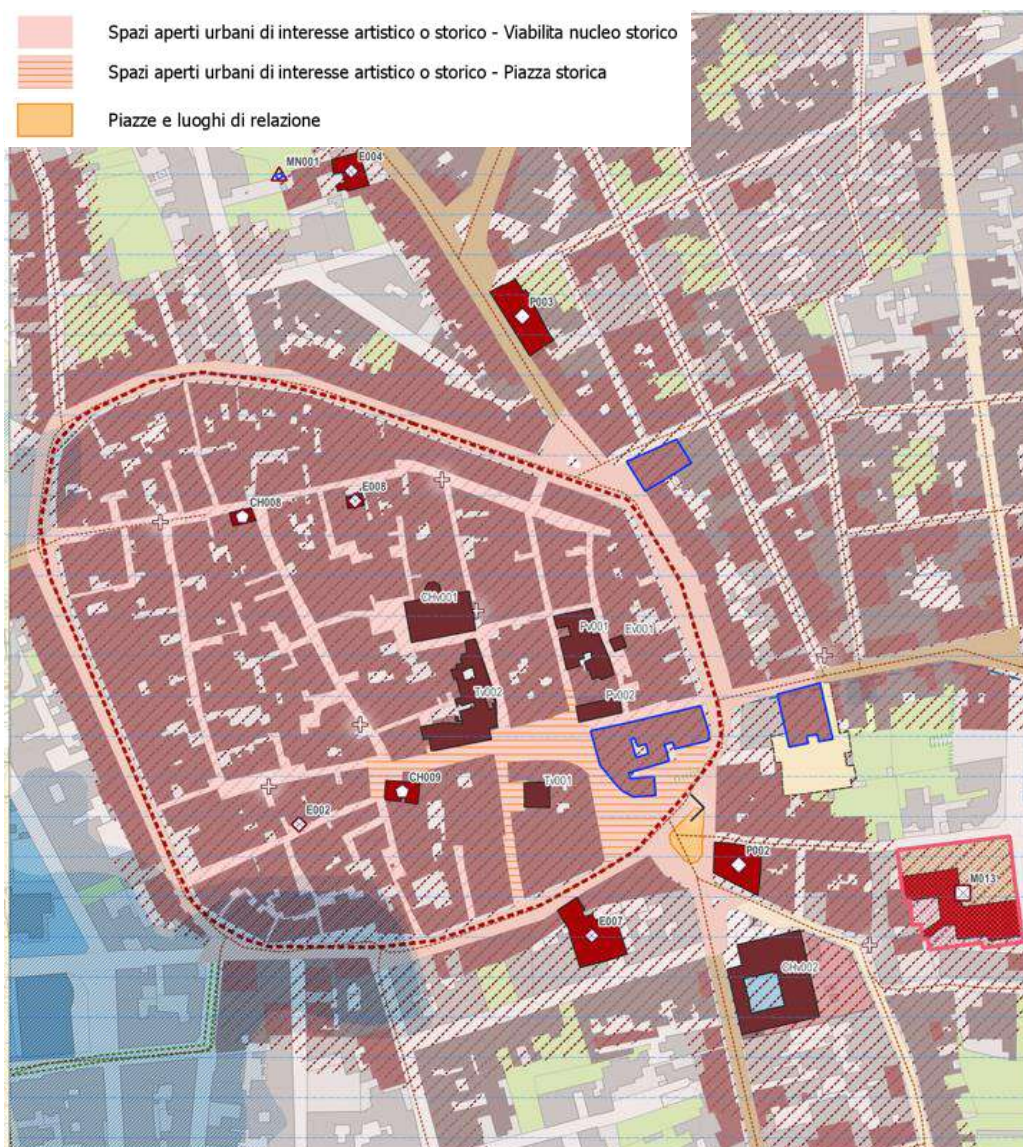 Spazi aperti urbani di interesse artistico o storico - Viabilita nucleo storico
Spazi aperti urbani di interesse artistico o storico - Piazza storica
Piazze e luoghi di relazione
MN001
E004
P003
CH008
E008
CHv001
Pv001
Ev001
Tv002
Pv002
CH009
Tv001
E002
P002
M013
E007
CHv002